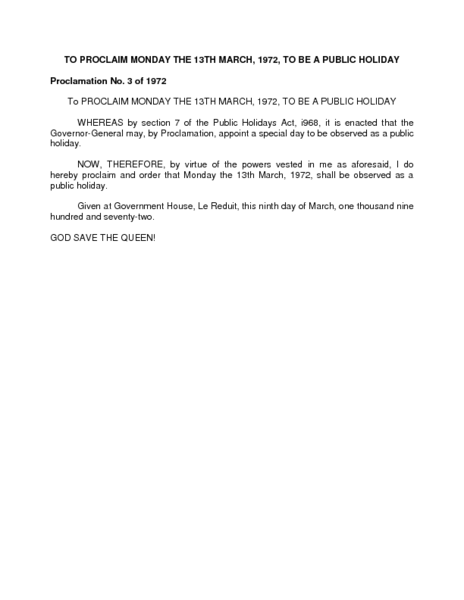 TO PROCLAIM MONDAY THE 13TH MARCH, 1972, TO BE A PUBLIC HOLIDAY
Proclamation No. 3 of 1972
To PROCLAIM MONDAY THE 13TH MARCH, 1972, TO BE A PUBLIC HOLIDAY
WHEREAS by section 7 of the Public Holidays Act, i968, it is enacted that the
Governor-General may, by Proclamation, appoint a special day to be observed as a public
holiday.
NOW, THEREFORE, by virtue of the powers vested in me as aforesaid, I do
hereby proclaim and order that Monday the 13th March, 1972, shall be observed as a
public holiday.
Given at Government House, Le Reduit, this ninth day of March, one thousand nine
hundred and seventy-two.
GOD SAVE THE QUEEN!